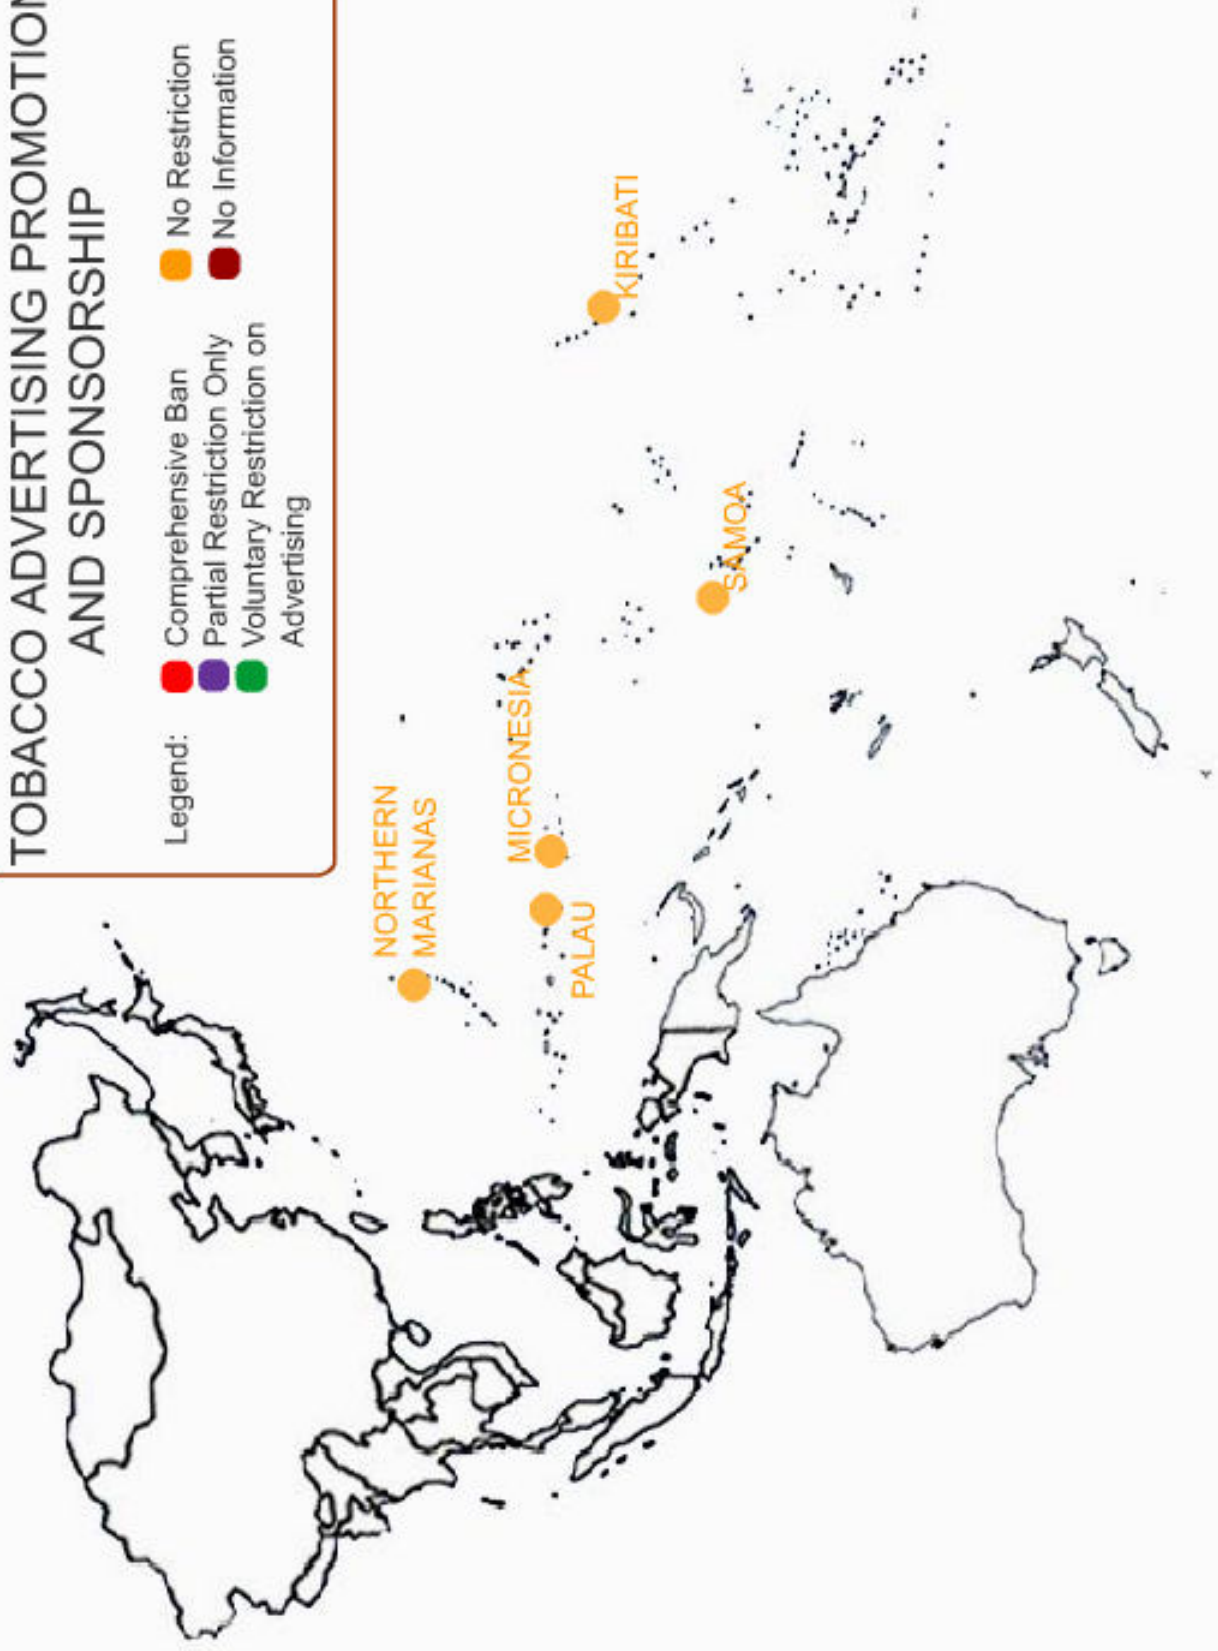 TOBACCO ADVERTISING PROMOTION
AND SPONSORSHIP
Legend:
Comprehensive Ban
Partial Restriction Only
Voluntary Restriction on
Advertising
No Restriction
No Information
NORTHERN
MARIANAS
MICRONESIA
PALAU
KIRIBATI
SAMOA